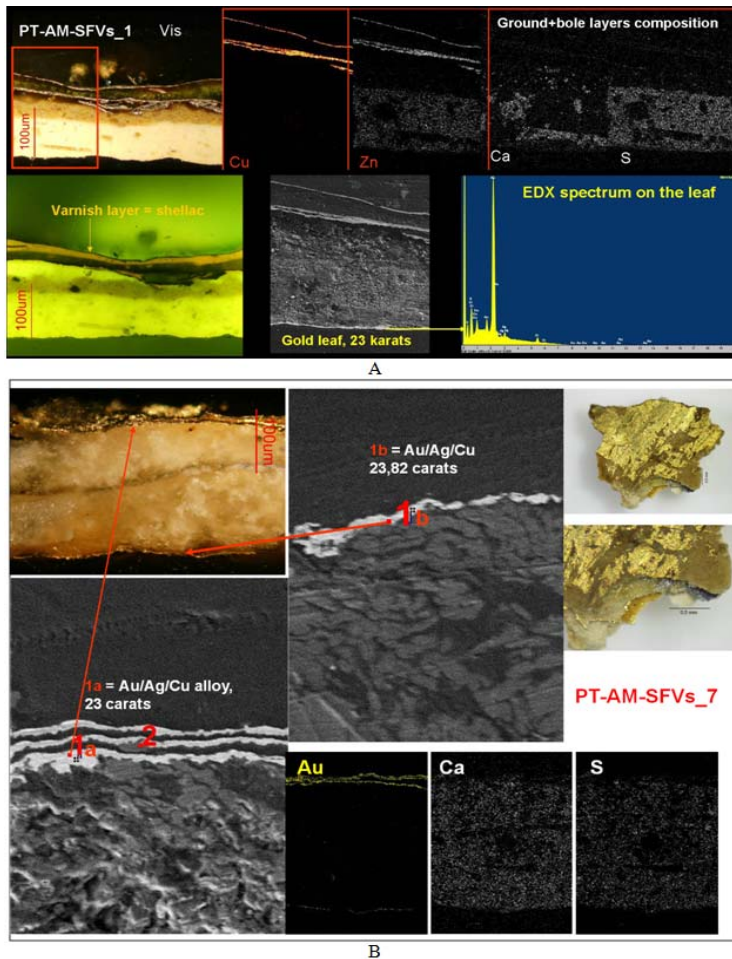 PT-AM-SFVs_1 Vis
Ground+bole layers composition
100um
Cu
Zn
Ca
S
Varnish layer = shellac
100um
Gold leaf, 23 karats
EDX spectrum on the leaf
A
100um
1b = Au/Ag/Cu
23,82 carats
1b
1a = Au/Ag/Cu alloy,
23 carats
2
1a
PT-AM-SFVs_7
Au
Ca
S
B